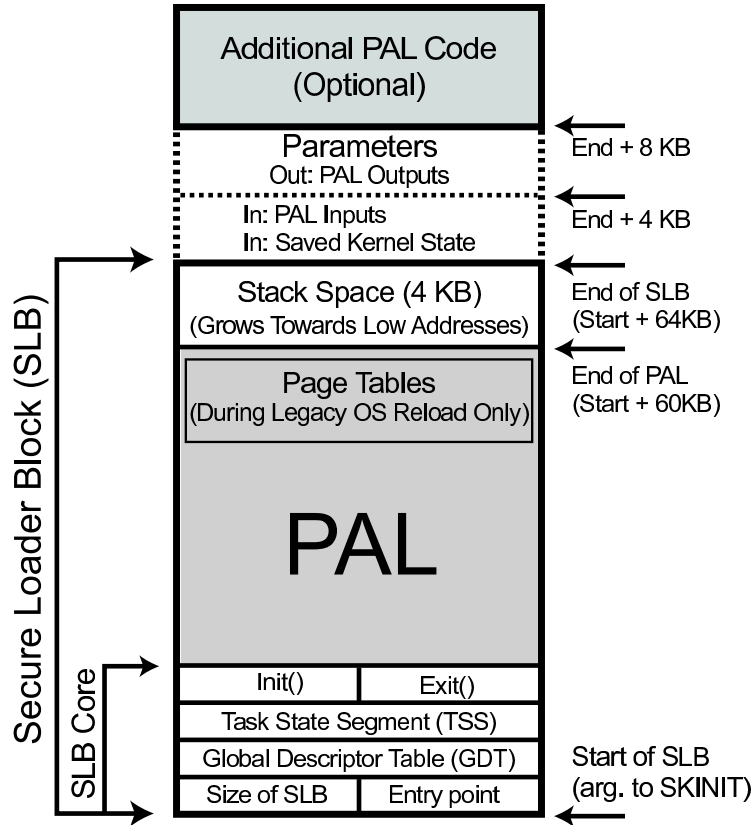 Additional PAL Code
(Optional)
End + 8 KB
Parameters
Out: PAL Outputs
End + 4 KB
In: PAL Inputs
In: Saved Kernel State
Stack Space (4 KB)
(Grows Towards Low Addresses)
End of SLB
(Start + 64KB)
Page Tables
(During Legacy OS Reload Only)
End of PAL
(Start + 60KB)
PAL
Secure Loader Block (SLB)
SLB Core
Init()
Exit()
Task State Segment (TSS)
Global Descriptor Table (GDT)
Size of SLB
Entry point
Start of SLB
(arg. to SKINIT)